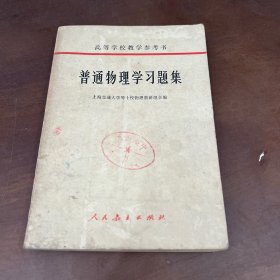 高等学校教学参考书
普通物理学习题集
上海交通大学等十校物理教研组合编
人民教育出版社